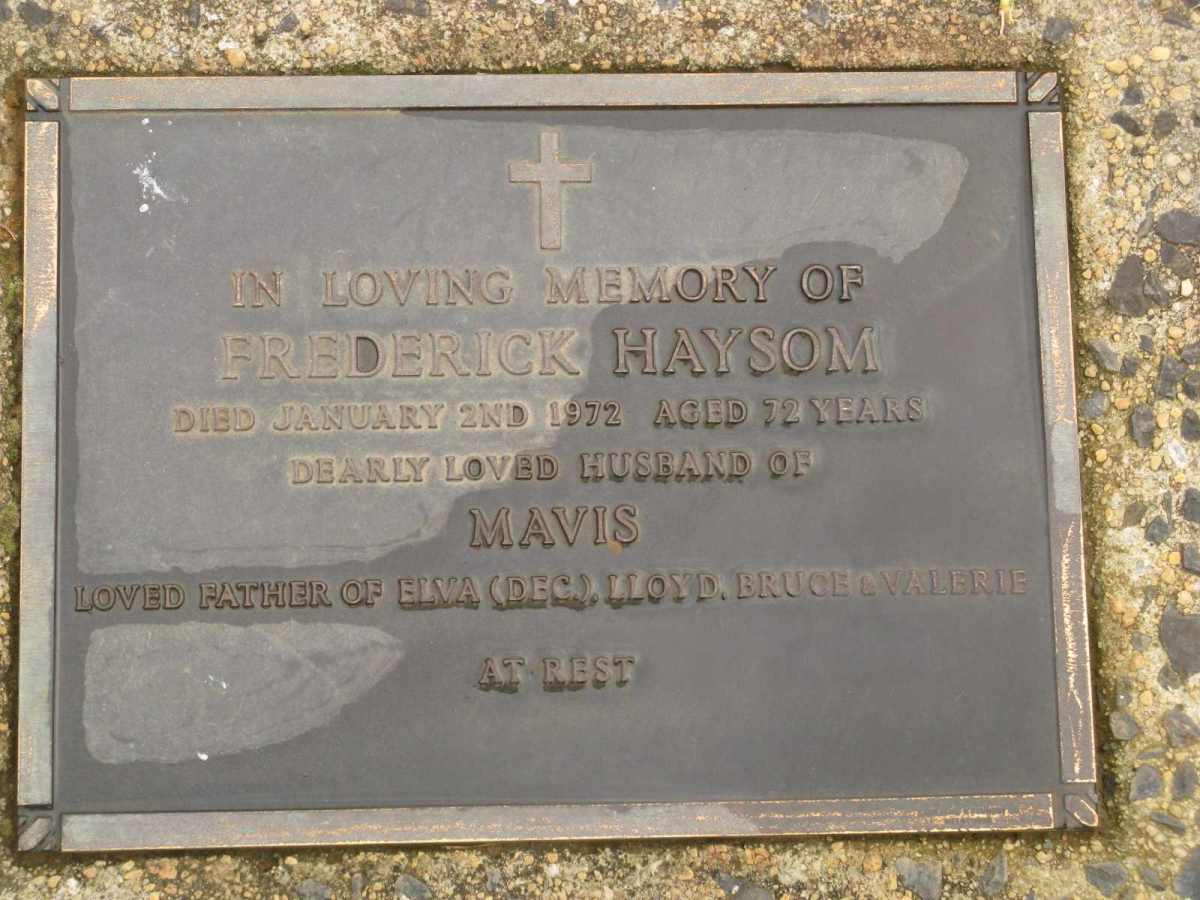 IN LOVING MEMORY OF
FREDERICK HAYSOM
DIED JANUARY 2ND 1972 AGED 72 YEARS
DEARLY LOVED HUSBAND OF
MAVIS
LOVED FATHER OF ELVA (DEC.), LLOYD, BRUCE & VALERIE
AT REST